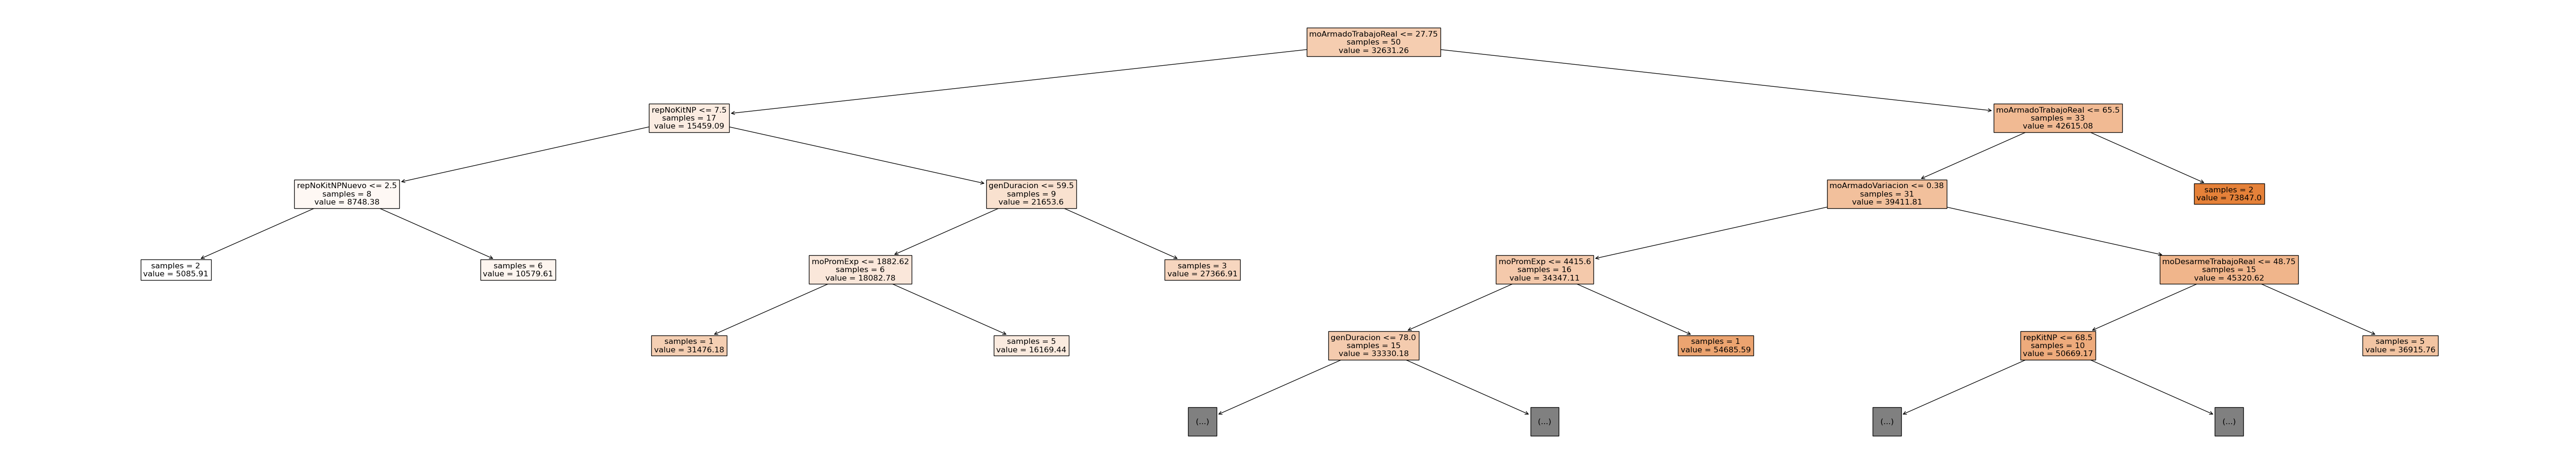 moArmadoTrabajoReal <= 27.75
samples = 50
value = 32631.26
repNoKitNP <= 7.5
samples = 17
value = 15459.09
moArmadoTrabajoReal <= 65.5
samples = 33
value = 42615.08
repNoKitNPNuevo <= 2.5
samples = 8
value = 8748.38
genDuracion <= 59.5
samples = 9
value = 21653.6
moArmadoVariacion <= 0.38
samples = 31
value = 39411.81
samples = 2
value = 73847.0
samples = 2
value = 5085.91
samples = 6
value = 10579.61
moPromExp <= 1882.62
samples = 6
value = 18082.78
samples = 3
value = 27366.91
moPromExp <= 4415.6
samples = 16
value = 34347.11
moDesarmeTrabajoReal <= 48.75
samples = 15
value = 45320.62
samples = 1
value = 31476.18
samples = 5
value = 16169.44
genDuracion <= 78.0
samples = 15
value = 33330.18
samples = 1
value = 54685.59
repKitNP <= 68.5
samples = 10
value = 50669.17
samples = 5
value = 36915.76
(...)
(...)
(...)
(...)